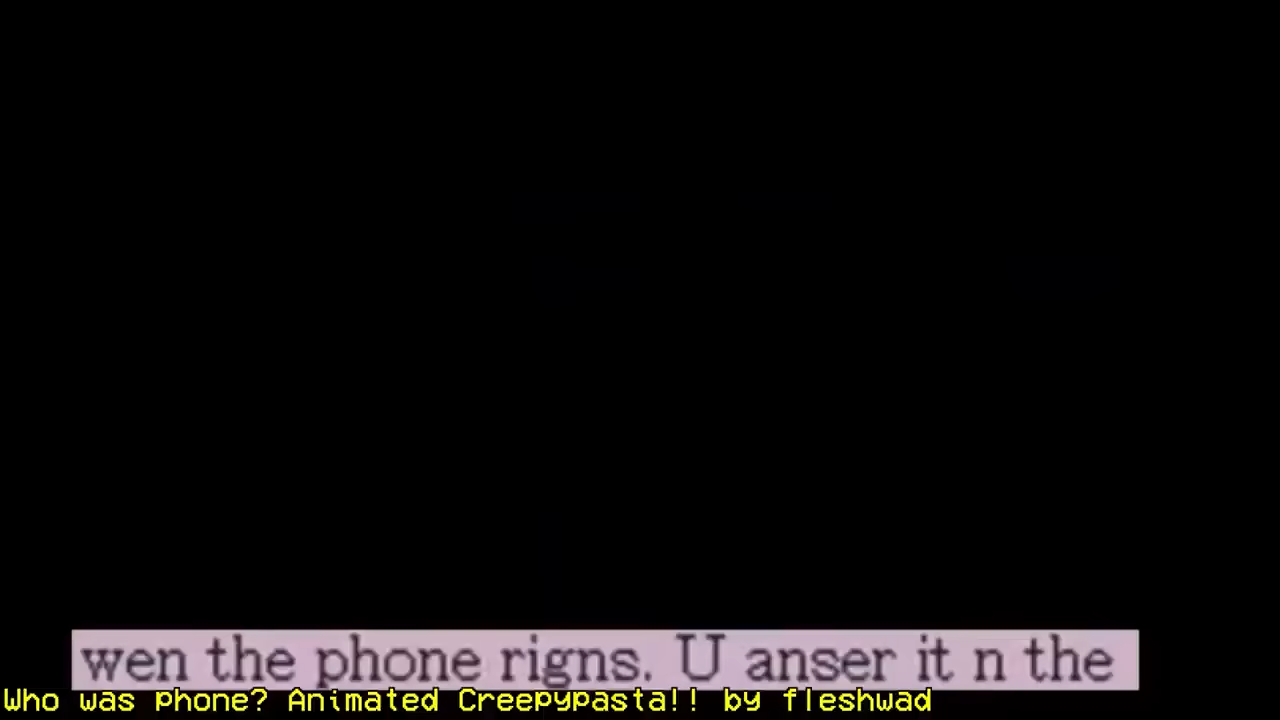 wen the phone rigns. U anser it n the
Who was phone? Animated Creepypasta!! by fleshwad